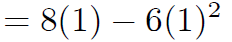 = 8(1) − 6(1)²